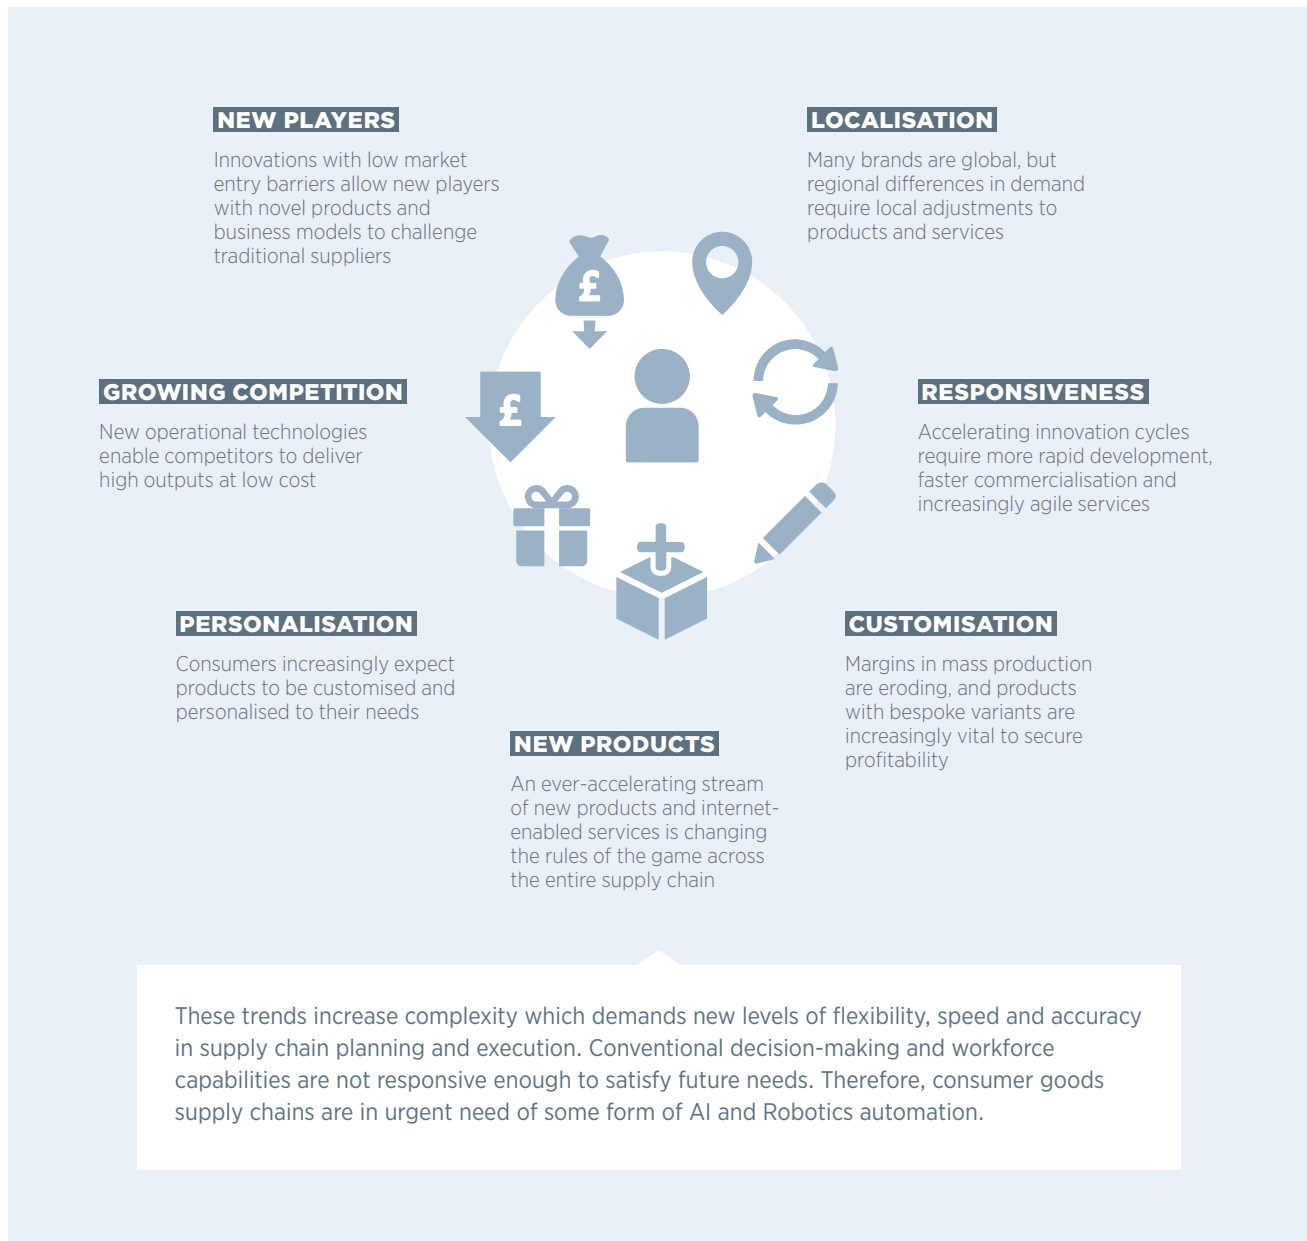 NEW PLAYERS
Innovations with low market
entry barriers allow new players
with novel products and
business models to challenge
traditional suppliers
LOCALISATION
Many brands are global, but
regional differences in demand
require local adjustments to
products and services
£
£
GROWING COMPETITION
New operational technologies
enable competitors to deliver
high outputs at low cost
RESPONSIVENESS
Accelerating innovation cycles
require more rapid development,
faster commercialisation and
increasingly agile services
PERSONALISATION
Consumers increasingly expect
products to be customised and
personalised to their needs
CUSTOMISATION
Margins in mass production
are eroding, and products
with bespoke variants are
increasingly vital to secure
profitability
NEW PRODUCTS
An ever-accelerating stream
of new products and internet-
enabled services is changing
the rules of the game across
the entire supply chain
These trends increase complexity which demands new levels of flexibility, speed and accuracy
in supply chain planning and execution. Conventional decision-making and workforce
capabilities are not responsive enough to satisfy future needs. Therefore, consumer goods
supply chains are in urgent need of some form of AI and Robotics automation.